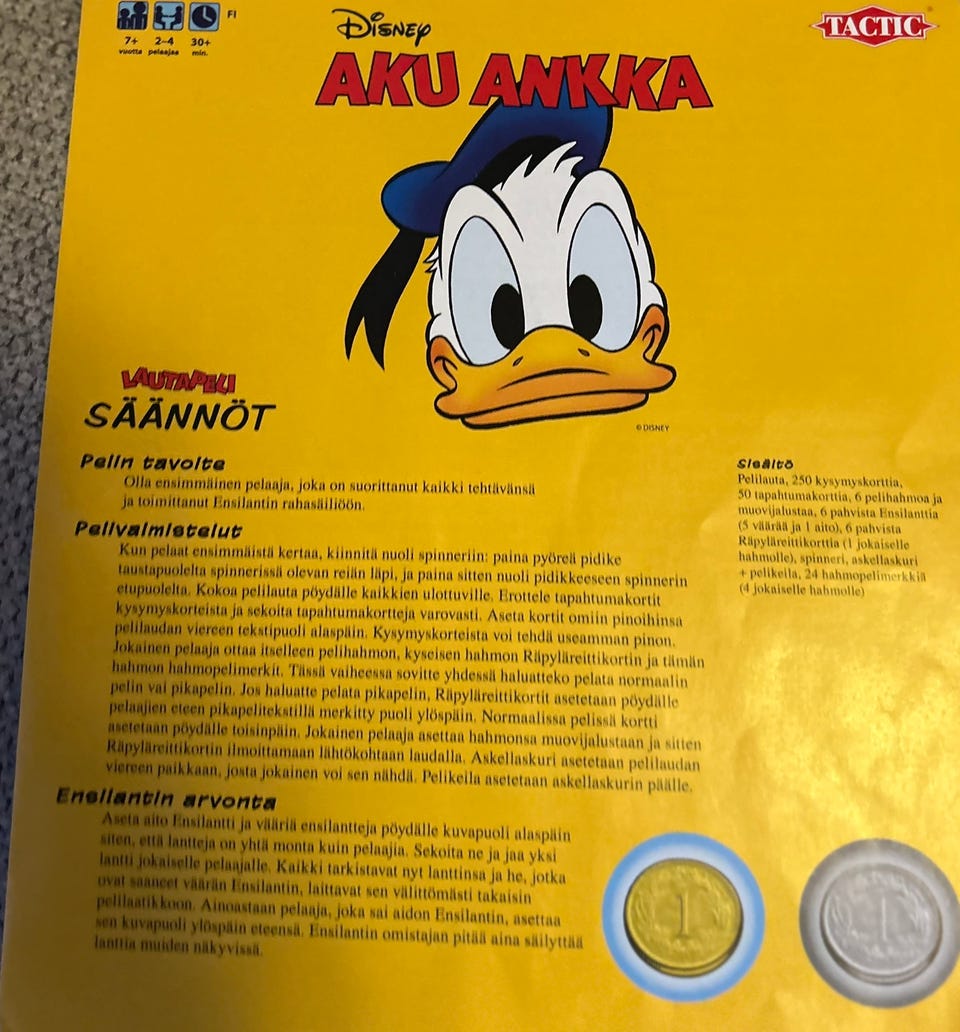 FI
7+ 2–4 30+
vuotta pelaajaa min.
Disney
TACTIC
AKU ANKKA
© DISNEY
LAUTAPELI
SÄÄNNÖT
Pelin tavoite
Olla ensimmäinen pelaaja, joka on suorittanut kaikki tehtävänsä
ja toimittanut Ensilantin rahasäiliöön.
Pelivalmistelut
Kun pelaat ensimmäistä kertaa, kiinnitä nuoli spinneriin: paina pyöreä pidike
taustapuolelta spinnerissä olevan reiän läpi, ja paina sitten nuoli pidikkeeseen spinnerin
etupuolelta. Kokoa pelilauta pöydälle kaikkien ulottuville. Erottele tapahtumakortit
kysymyskorteista ja sekoita tapahtumakortteja varovasti. Aseta kortit omiin pinoihinsa
pelilaudan viereen tekstipuoli alaspäin. Kysymyskorteista voi tehdä useamman pinon.
Jokainen pelaaja ottaa itselleen pelihahmon, kyseisen hahmon Räpyläreittikortin ja tämän
hahmon hahmopelimerkit. Tässä vaiheessa sovitte yhdessä haluatteko pelata normaalin
pelin vai pikapelin. Jos haluatte pelata pikapelin, Räpyläreittikortit asetetaan pöydälle
pelaajien eteen pikapelitekstillä merkitty puoli ylöspäin. Normaalissa pelissä kortti
asetetaan pöydälle toisinpäin. Jokainen pelaaja asettaa hahmonsa muovijalustaan ja sitten
Räpyläreittikortin ilmoittamaan lähtökohtaan laudalla. Askellaskuri asetetaan pelilaudan
viereen paikkaan, josta jokainen voi sen nähdä. Pelikeila asetetaan askellaskurin päälle.
Ensilantin arvonta
Aseta aito Ensilantti ja vääriä ensilantteja pöydälle kuvapuoli alaspäin
siten, että lantteja on yhtä monta kuin pelaajia. Sekoita ne ja jaa yksi
lantti jokaiselle pelaajalle. Kaikki tarkistavat nyt lanttinsa ja he, jotka
ovat saaneet väärän Ensilantin, laittavat sen välittömästi takaisin
pelilaatikkoon. Ainoastaan pelaaja, joka sai aidon Ensilantin, asettaa
sen kuvapuoli ylöspäin eteensä. Ensilantin omistajan pitää aina säilyttää
lanttia muiden näkyvissä.
Sisältö
Pelilauta, 250 kysymyskorttia,
50 tapahtumakorttia, 6 pelihahmoa ja
muovijalustaa, 6 pahvista Ensilanttia
(5 väärää ja 1 aito), 6 pahvista
Räpyläreittikorttia (1 jokaiselle
hahmolle), spinneri, askellaskuri
+ pelikeila, 24 hahmopelimerkkiä
(4 jokaiselle hahmolle)
1
1